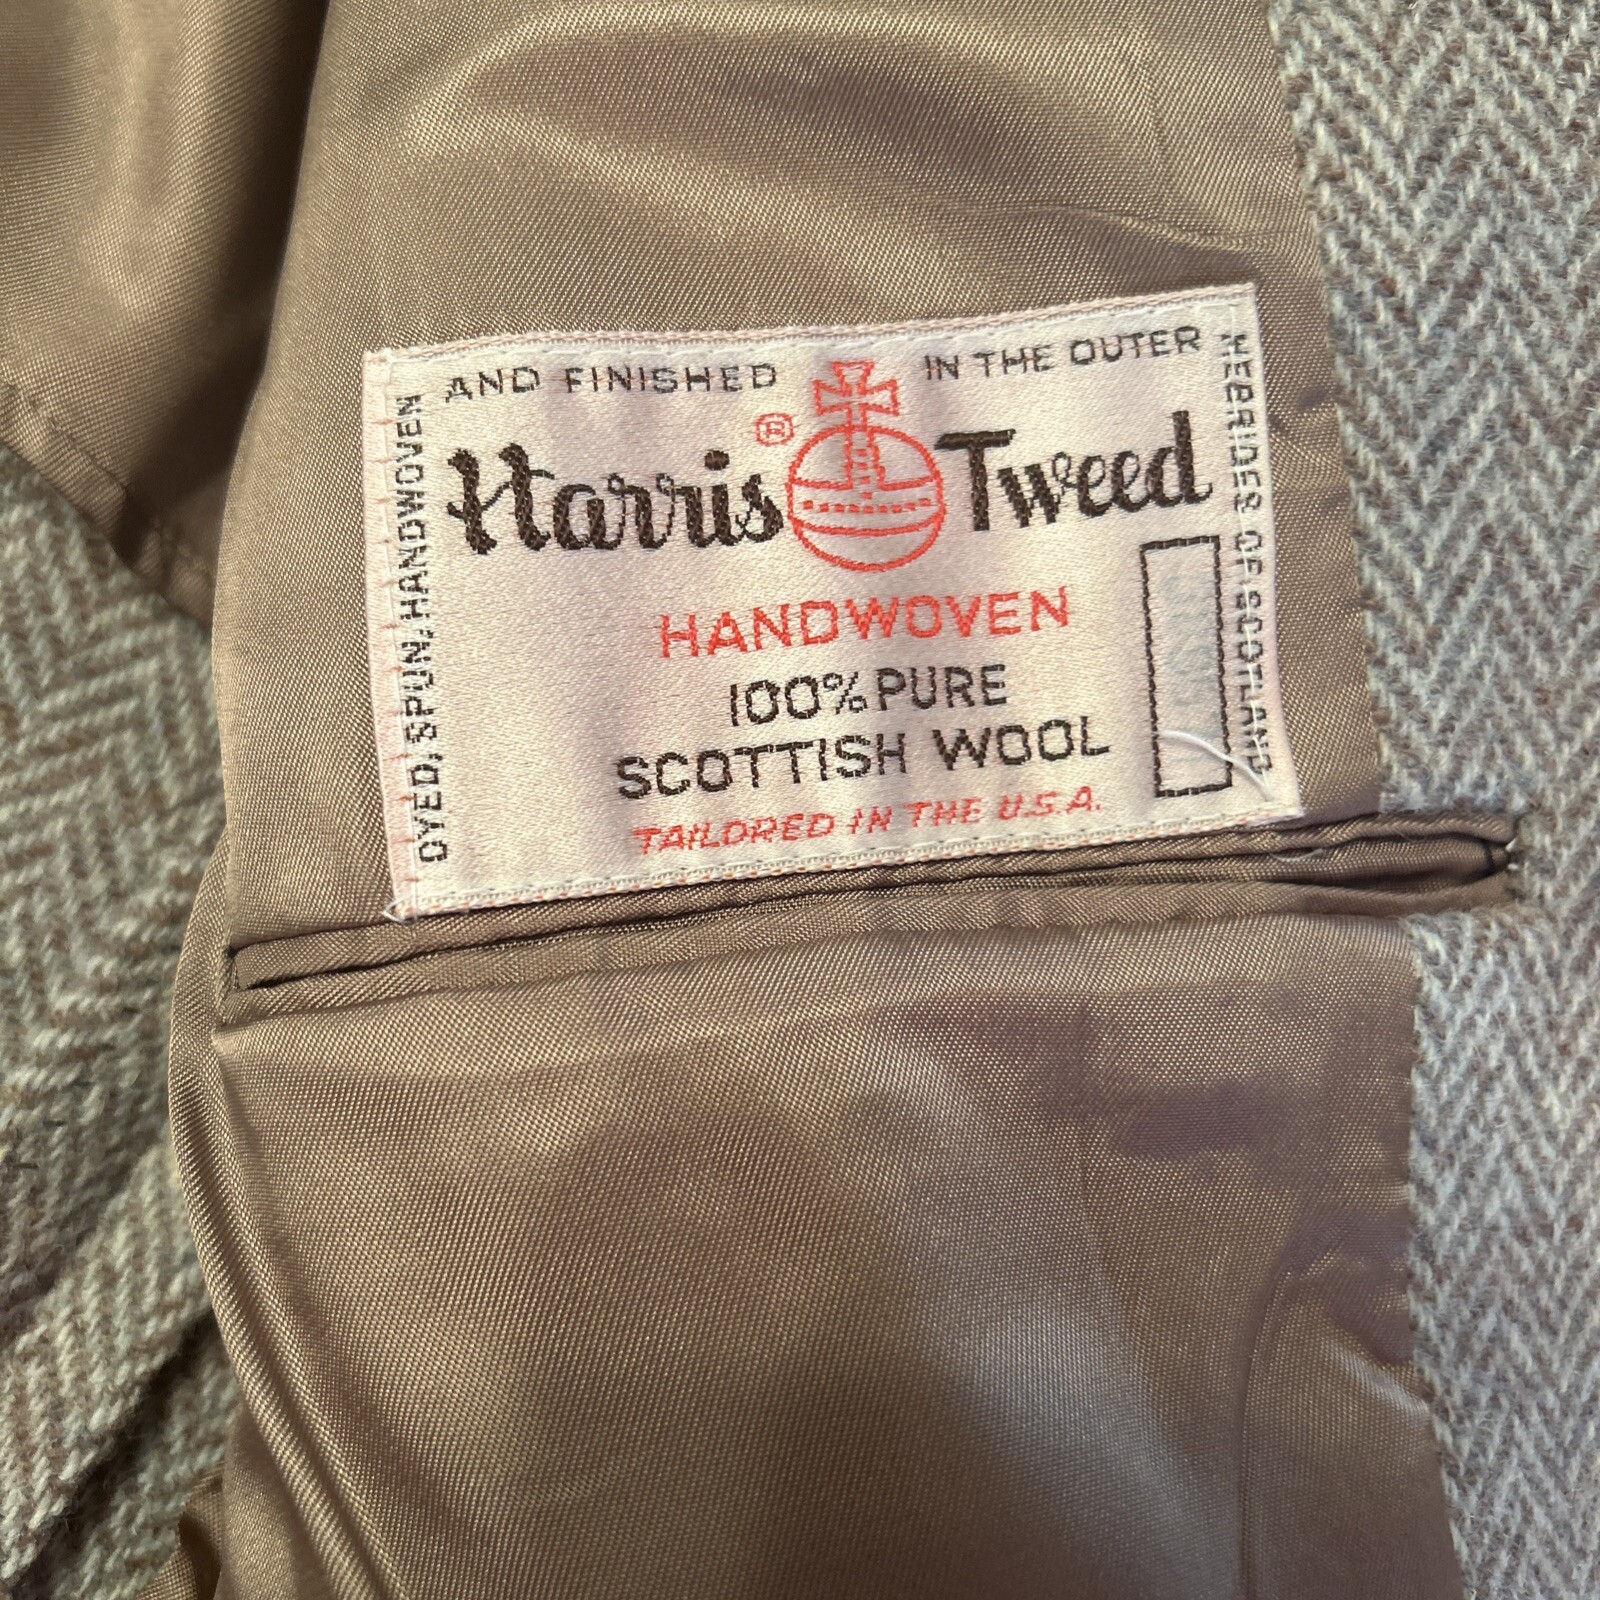 DYED, SPUN, HANDWOVEN
AND FINISHED
IN THE OUTER
HEBRIDES OF SCOTLAND
Harris ® Tweed
HANDWOVEN
100% PURE
SCOTTISH WOOL
TAILORED IN THE U.S.A.